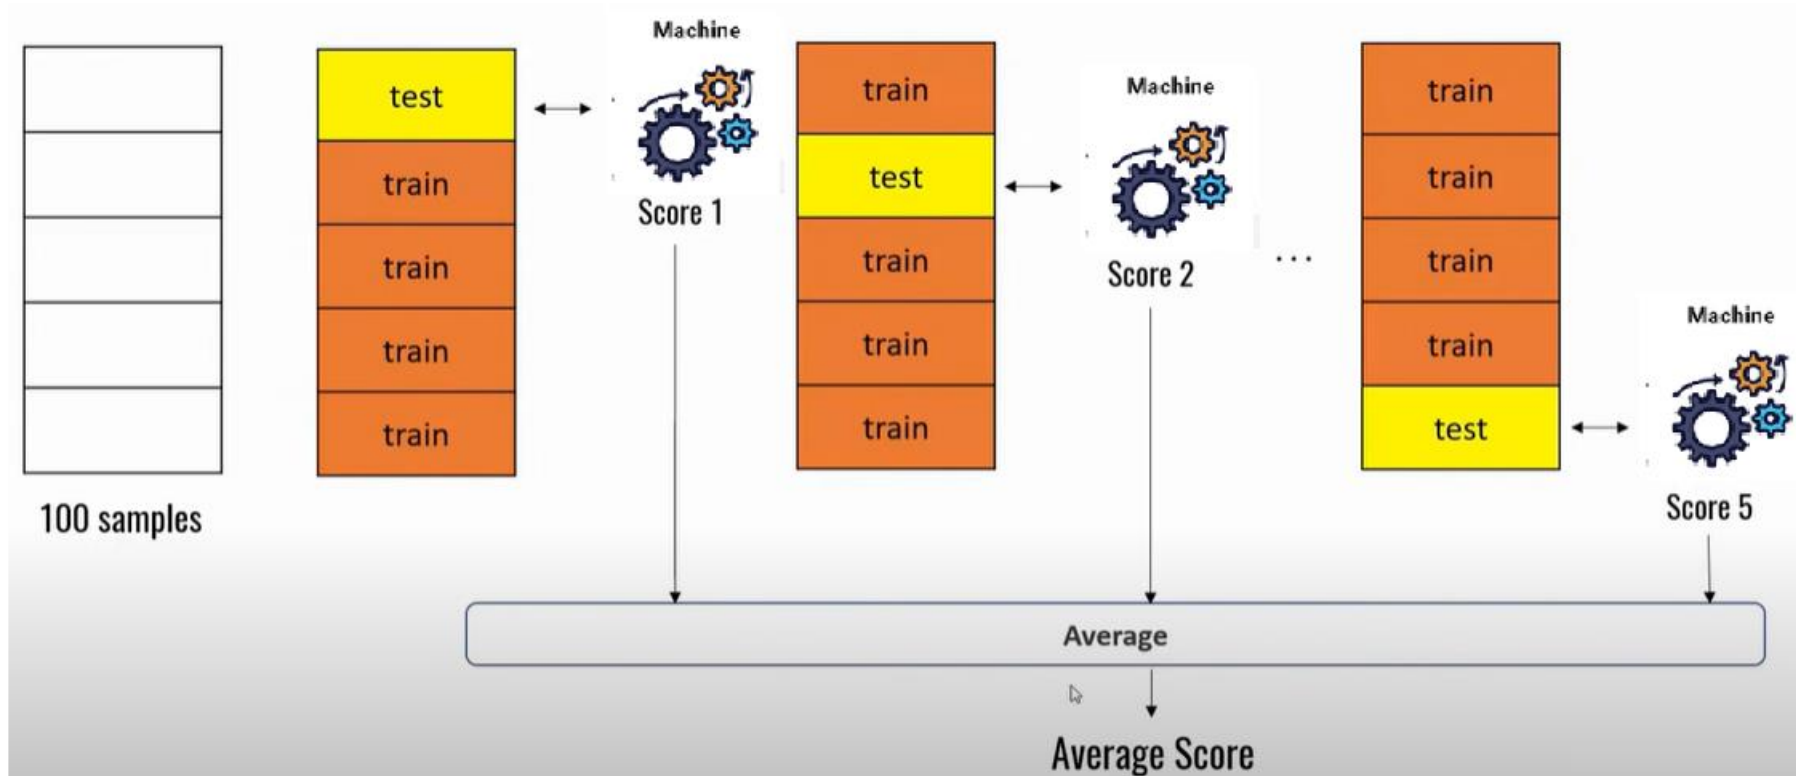 100 samples
test
train
train
train
train
Machine
Score 1
train
test
train
train
train
Machine
Score 2
...
train
train
train
train
test
Machine
Score 5
Average
Average Score